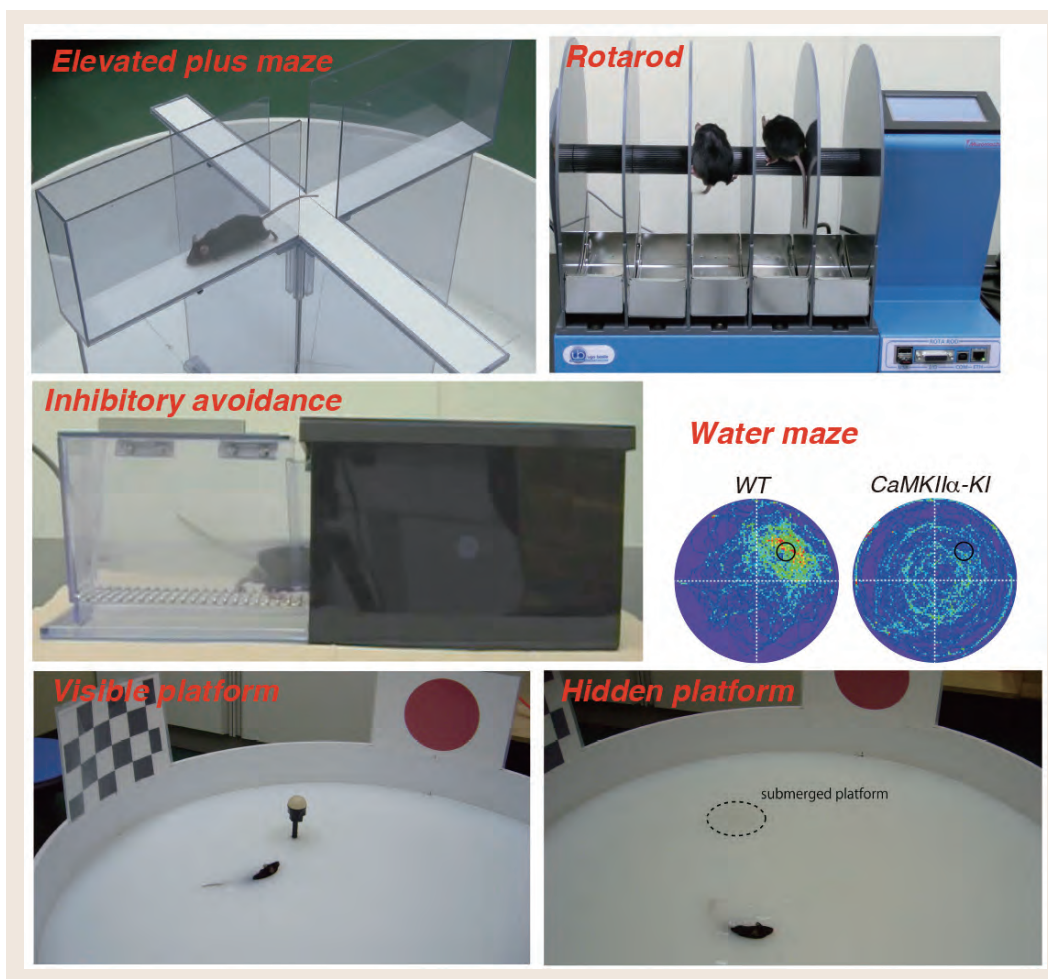 Elevated plus maze
Rotarod
Inhibitory avoidance
Water maze
WT
CaMKIIα-KI
Visible platform
Hidden platform
submerged platform